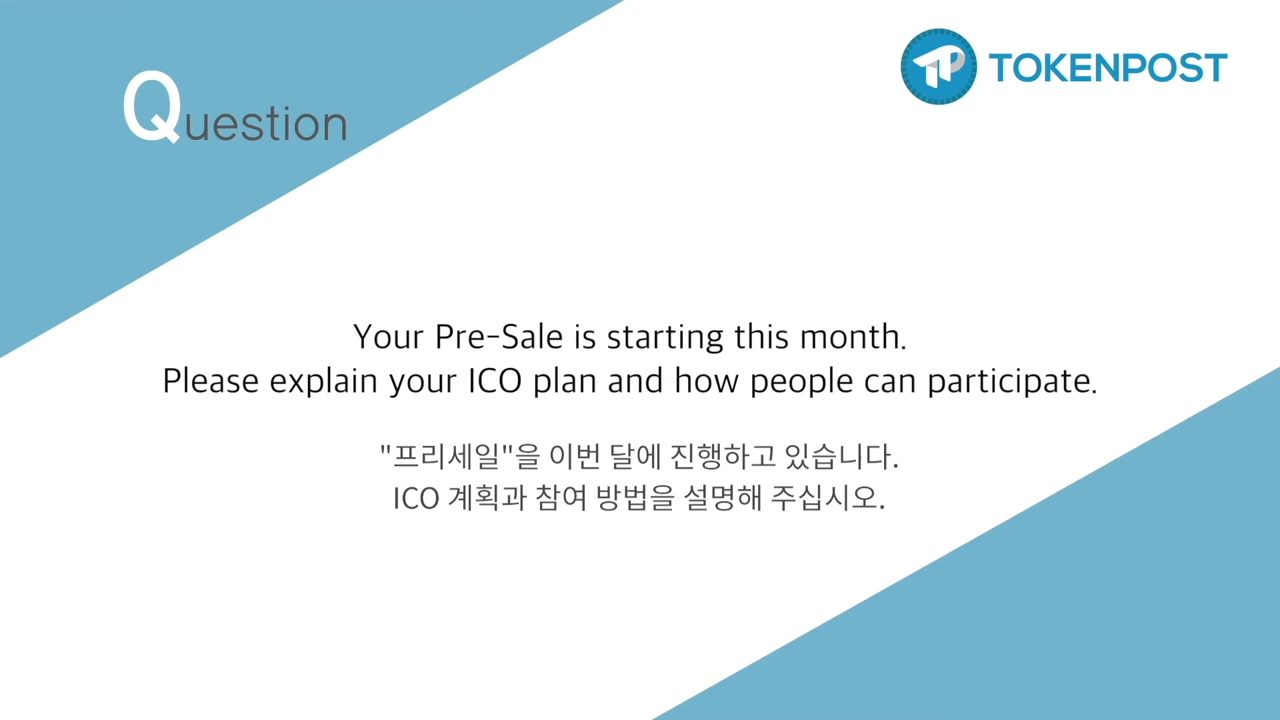 Question
TOKENPOST
Your Pre-Sale is starting this month.
Please explain your ICO plan and how people can participate.
"프리세일"을 이번 달에 진행하고 있습니다.
ICO 계획과 참여 방법을 설명해 주십시오.